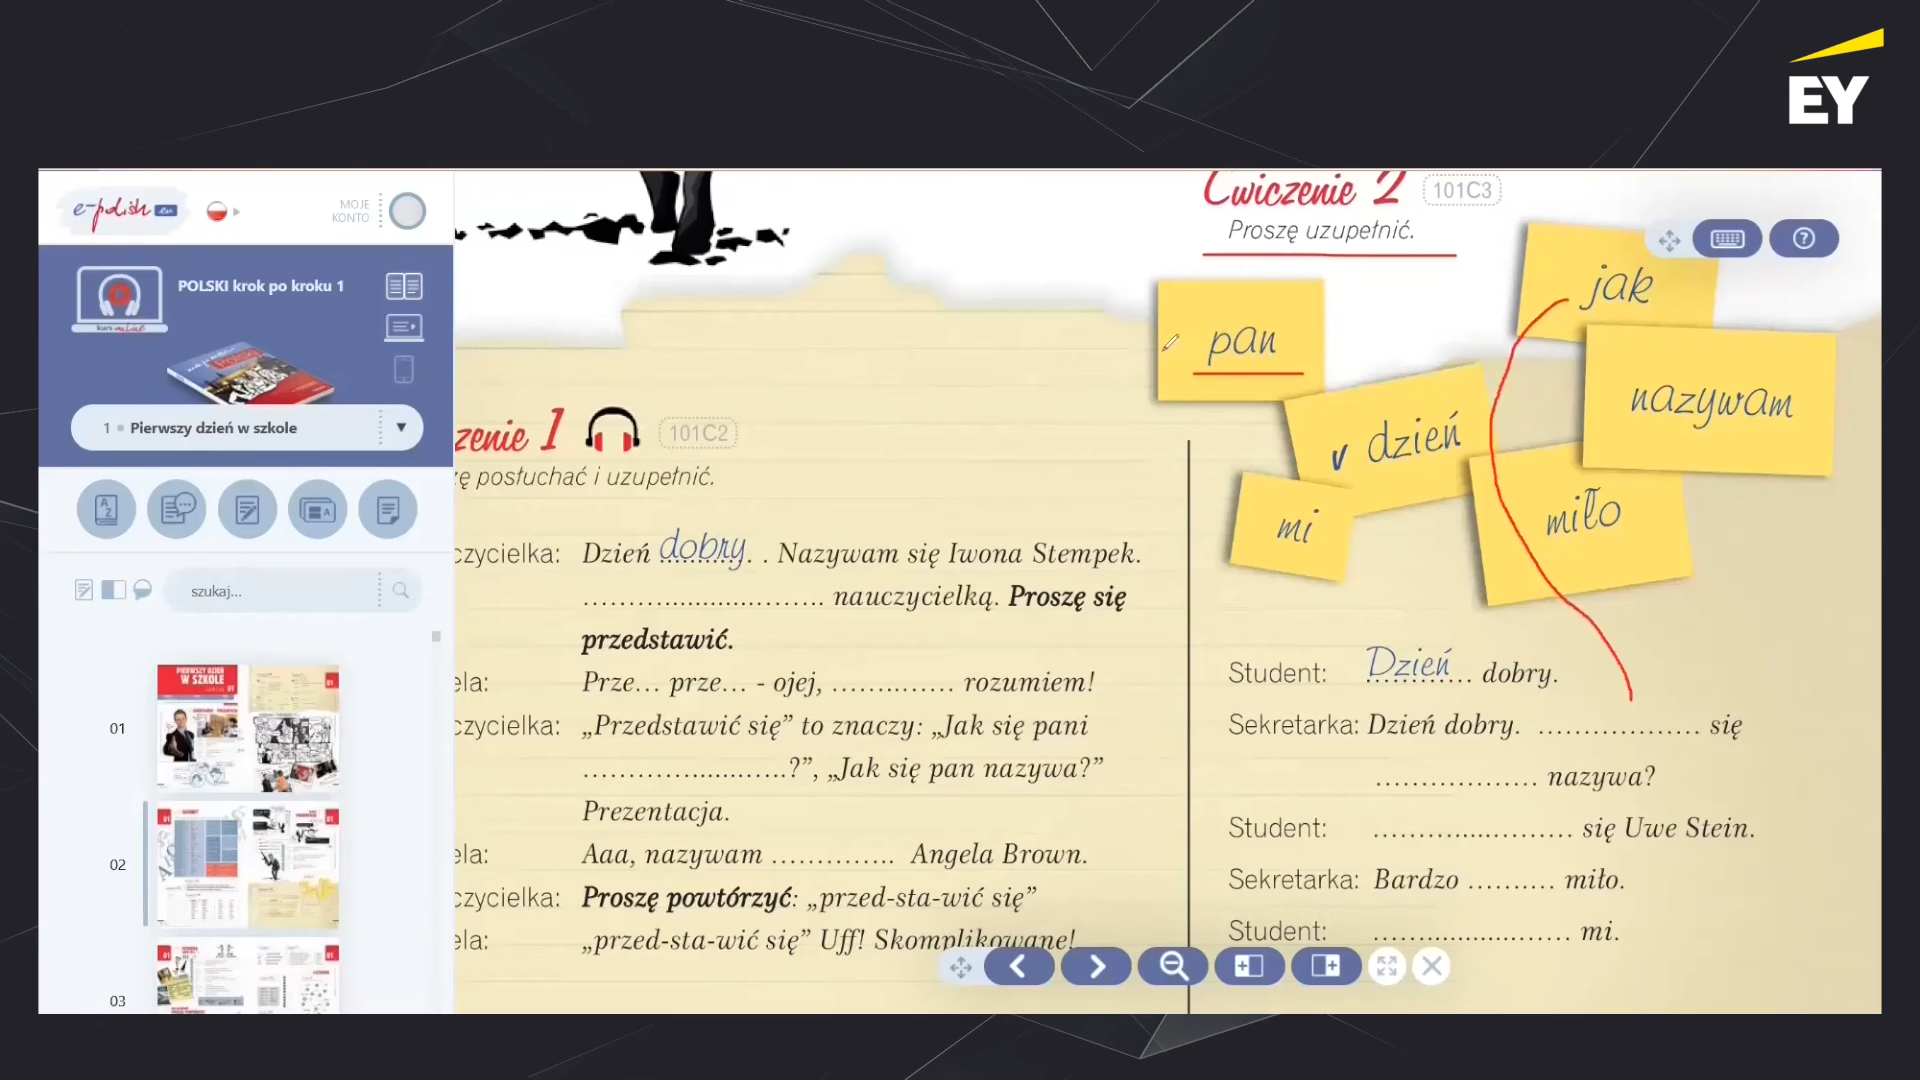 EY
e-polish
MOJE
KONTO
POLSKI krok po kroku 1
kurs online
1 • Pierwszy dzień w szkole
szukaj...
PIERWSZY DZIEŃ
W SZKOLE
01
02
03
zenie 1 101C2
ę posłuchać i uzupełnić.
czycielka: Dzień dobry. . Nazywam się Iwona Stempek.
........................ nauczycielką. Proszę się
przedstawić.
ela: Prze... prze... - ojej, .............. rozumiem!
czycielka: „Przedstawić się” to znaczy: „Jak się pani
........................?”, „Jak się pan nazywa?”
Prezentacja.
ela: Aaa, nazywam .............. Angela Brown.
czycielka: Proszę powtórzyć: „przed-sta-wić się”
ela: „przed-sta-wić się” Uff! Skomplikowane!
Ćwiczenie 2 101C3
Proszę uzupełnić.
jak
pan
nazywam
v dzień
miło
mi
Student: Dzień... dobry.
Sekretarka: Dzień dobry. .................. się
.................. nazywa?
Student: ...................... się Uwe Stein.
Sekretarka: Bardzo .......... miło.
Student: ...................... mi.